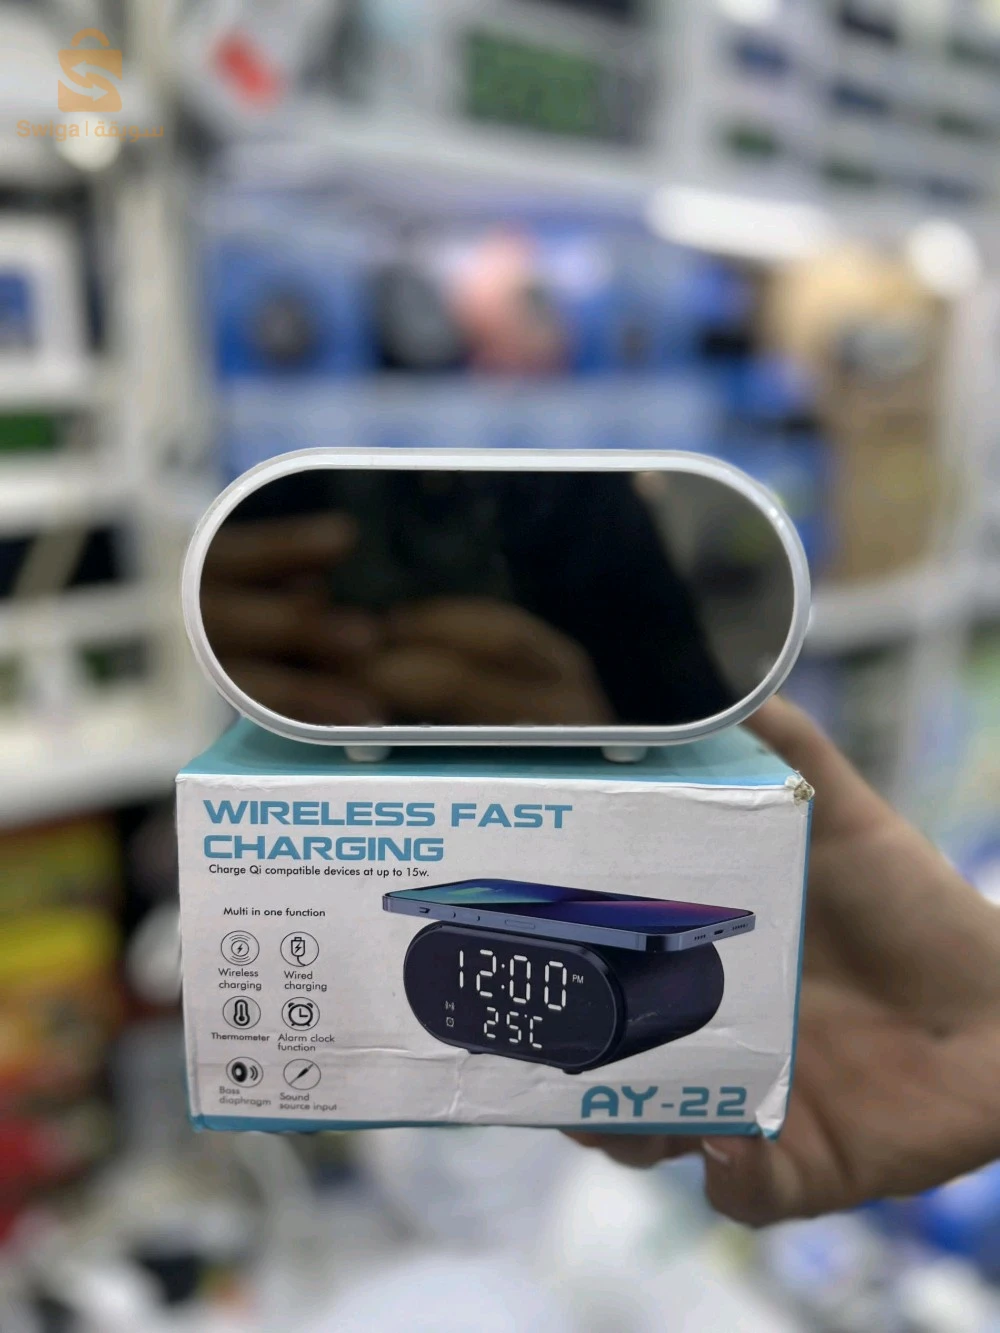 Swiga | سويقة
WIRELESS FAST
CHARGING
Charge Qi compatible devices at up to 15w.
Multi in one function
Wireless charging
Wired charging
Thermometer
Alarm clock function
Bass diaphragm
Sound source input
12:00 PM
25℃
AY-22